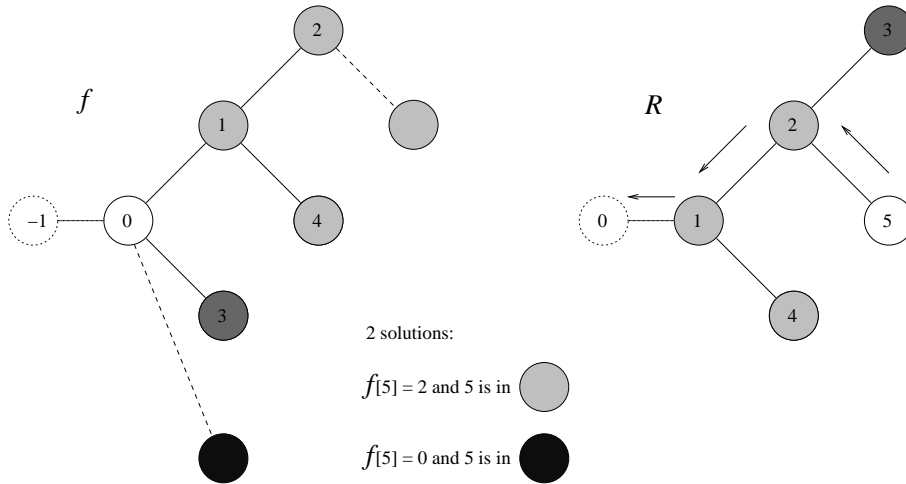 2
3
f
R
1
2
−1
0
4
0
1
5
3
4
2 solutions:
f[5] = 2 and 5 is in
f[5] = 0 and 5 is in